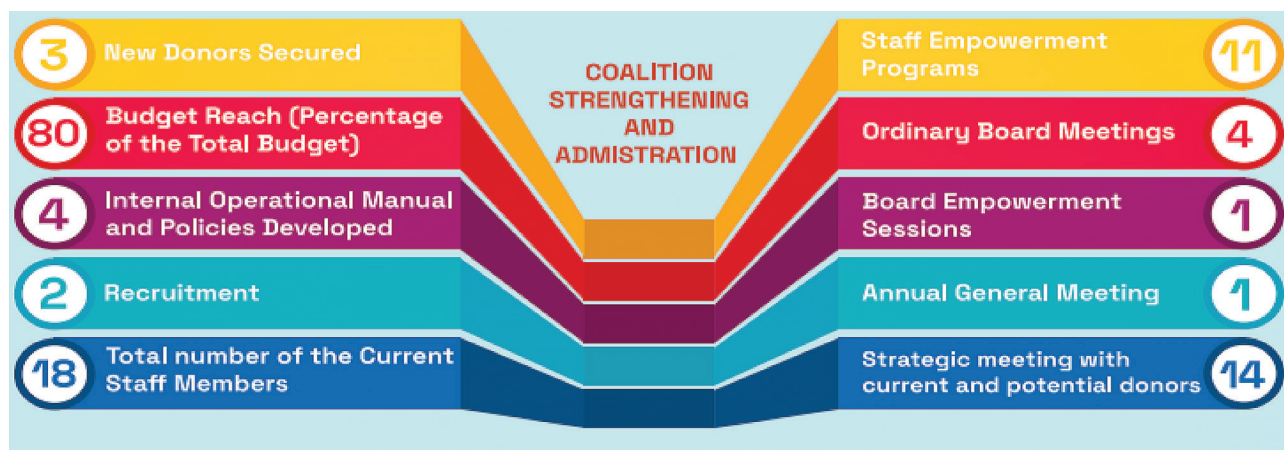 COALITION
STRENGTHENING
AND
ADMISTRATION
3
New Donors Secured
80
Budget Reach (Percentage
of the Total Budget)
4
Internal Operational Manual
and Policies Developed
2
Recruitment
18
Total number of the Current
Staff Members
Staff Empowerment
Programs
11
Ordinary Board Meetings
4
Board Empowerment
Sessions
1
Annual General Meeting
1
Strategic meeting with
current and potential donors
14